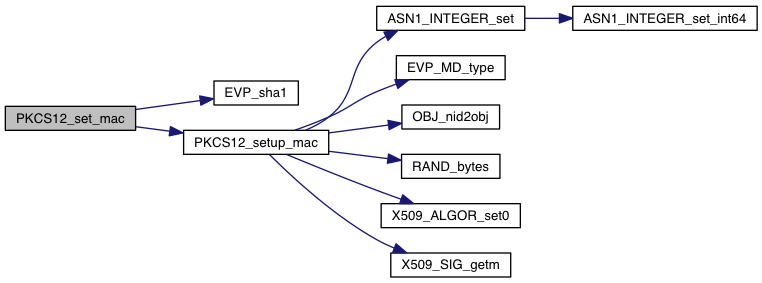 PKCS12_set_mac
EVP_sha1
PKCS12_setup_mac
ASN1_INTEGER_set
ASN1_INTEGER_set_int64
EVP_MD_type
OBJ_nid2obj
RAND_bytes
X509_ALGOR_set0
X509_SIG_getm